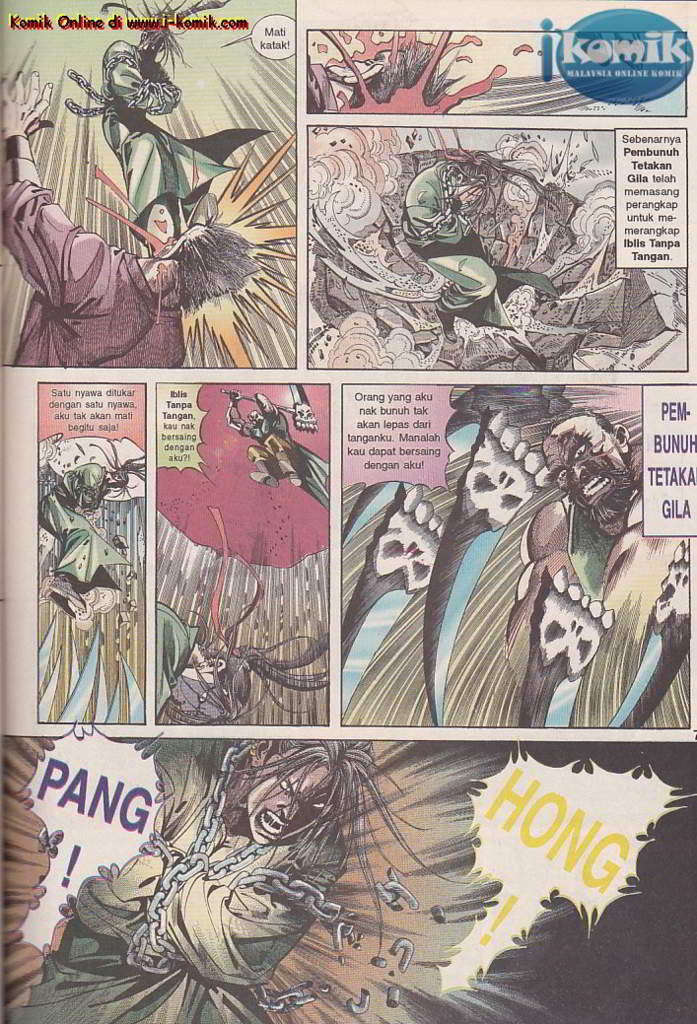 Komik Online di www.i-komik.com
ikomik
MALAYSIA ONLINE KOMIK
Mati
katak!
Sebenarnya
Pembunuh
Tetakan
Gila telah
memasang
perangkap
untuk me-
merangkap
Iblis Tanpa
Tangan.
Satu nyawa ditukar
dengan satu nyawa,
aku tak akan mati
begitu saja!
Iblis
Tanpa
Tangan,
kau nak
bersaing
dengan
aku?!
Orang yang aku
nak bunuh tak
akan lepas dari
tanganku. Manalah
kau dapat bersaing
dengan aku!
PEM-
BUNUH
TETAKA
GILA
PANG
!
HONG
!